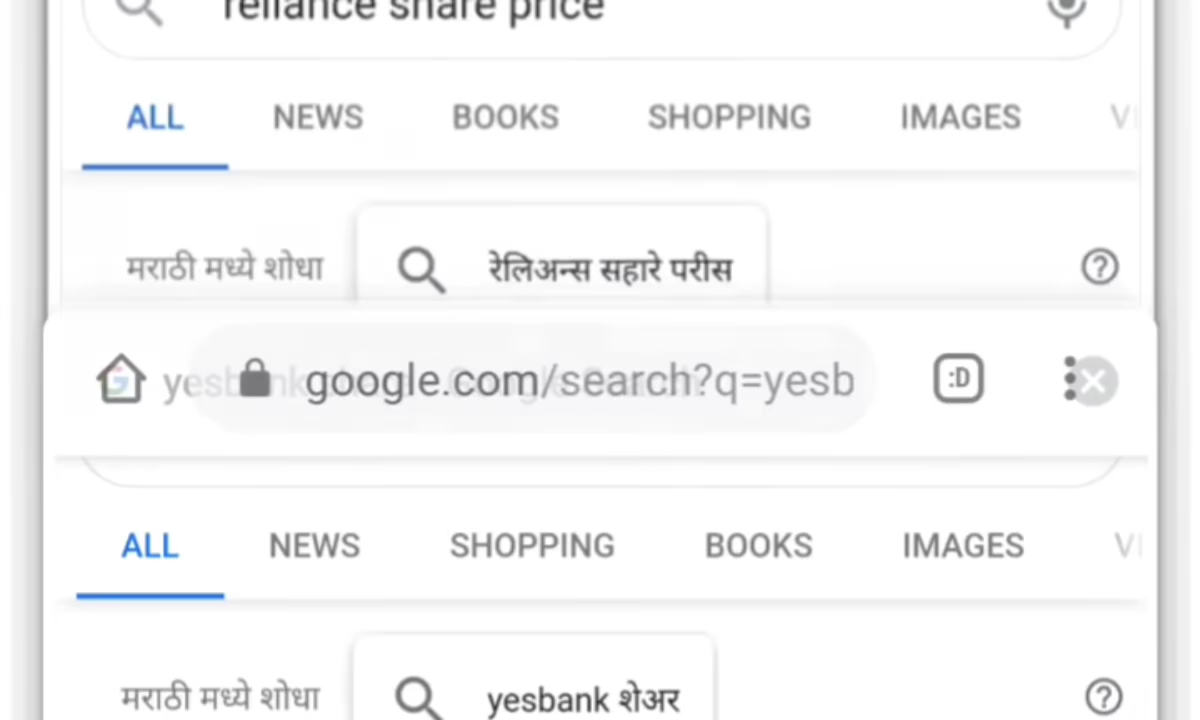 reliance share price
ALL NEWS BOOKS SHOPPING IMAGES
मराठी मध्ये शोधा रेलिअन्स सहारे परीस
google.com/search?q=yesb :D
ALL NEWS SHOPPING BOOKS IMAGES
मराठी मध्ये शोधा yesbank शेअर